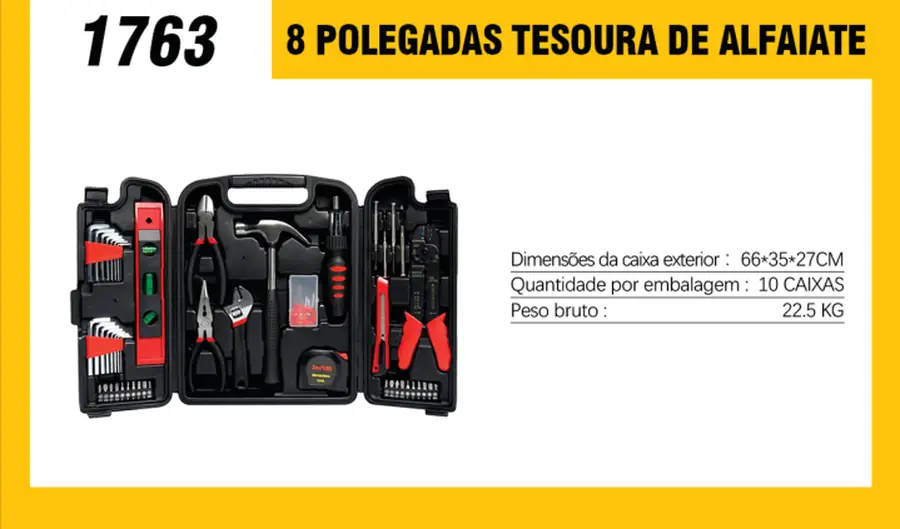 1763
8 POLEGADAS TESOURA DE ALFAIATE
Dimensões da caixa exterior : 66*35*27CM
Quantidade por embalagem : 10 CAIXAS
Peso bruto : 22.5 KG